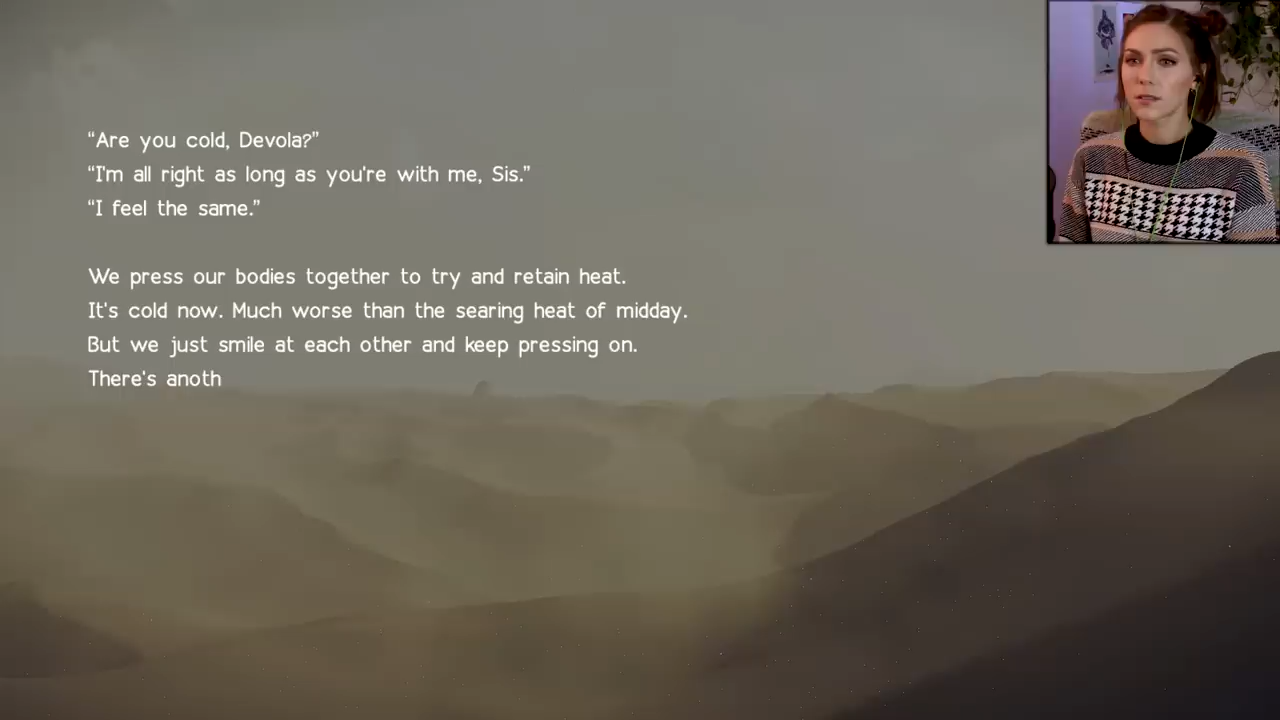 “Are you cold, Devola?”
“I'm all right as long as you're with me, Sis.”
“I feel the same.”
We press our bodies together to try and retain heat.
It's cold now. Much worse than the searing heat of midday.
But we just smile at each other and keep pressing on.
There's anoth